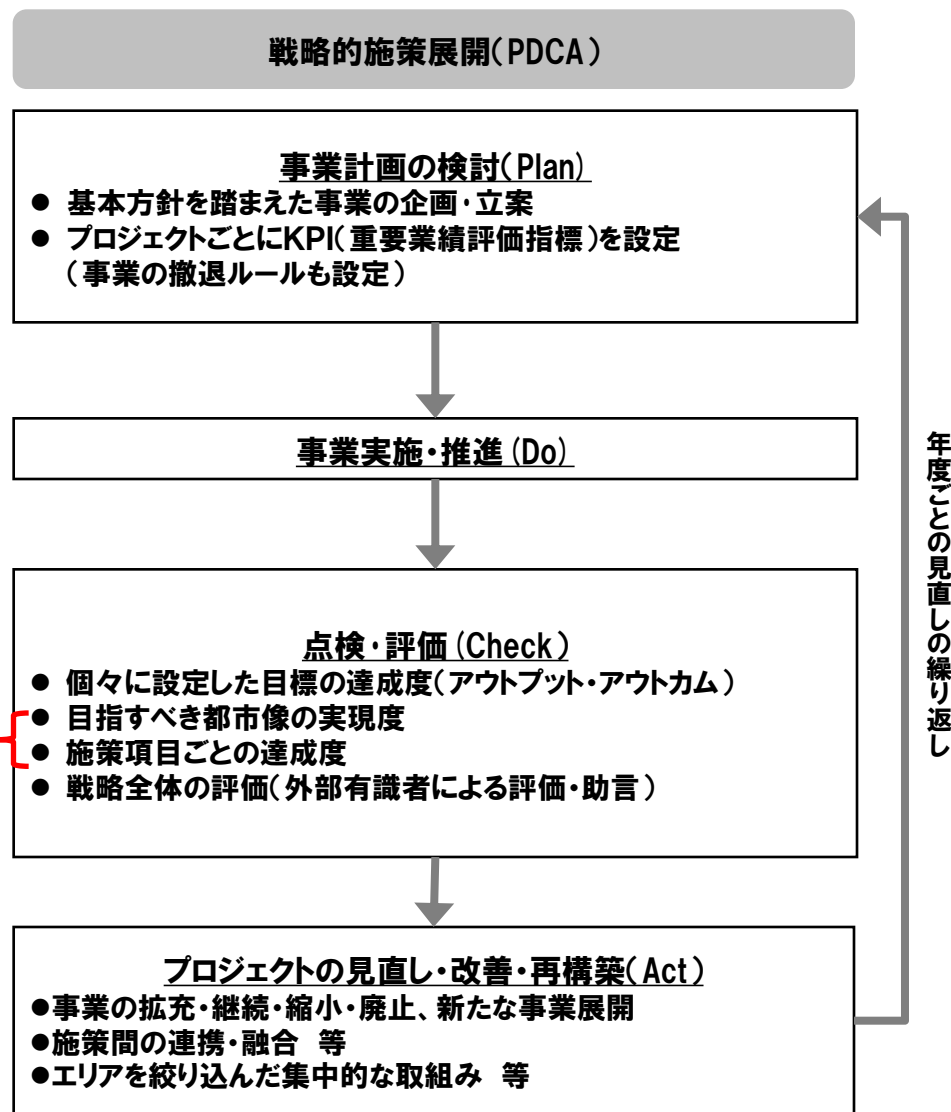 戦略的施策展開(PDCA)
事業計画の検討(Plan)
● 基本方針を踏まえた事業の企画・立案
● プロジェクトごとにKPI(重要業績評価指標)を設定
(事業の撤退ルールも設定)
事業実施・推進(Do)
点検・評価(Check)
● 個々に設定した目標の達成度(アウトプット・アウトカム)
● 目指すべき都市像の実現度
● 施策項目ごとの達成度
● 戦略全体の評価(外部有識者による評価・助言)
プロジェクトの見直し・改善・再構築(Act)
●事業の拡充・継続・縮小・廃止、新たな事業展開
●施策間の連携・融合 等
●エリアを絞り込んだ集中的な取組み 等
年度ごとの見直しの繰り返し